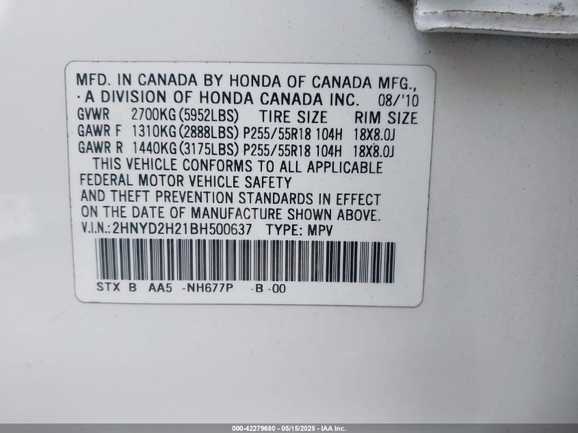 MFD. IN CANADA BY HONDA OF CANADA MFG.,
A DIVISION OF HONDA CANADA INC. 08/'10
GVWR 2700KG(5952LBS) TIRE SIZE RIM SIZE
GAWR F 1310KG(2888LBS) P255/55R18 104H 18X8.0J
GAWR R 1440KG(3175LBS) P255/55R18 104H 18X8.0J
THIS VEHICLE CONFORMS TO ALL APPLICABLE
FEDERAL MOTOR VEHICLE SAFETY
AND THEFT PREVENTION STANDARDS IN EFFECT
ON THE DATE OF MANUFACTURE SHOWN ABOVE.
V.I.N.:2HNYD2H21BH500637 TYPE: MPV
STX B AA5 -NH677P -B -00
000-42279680 - 05/15/2025 - IAA Inc.